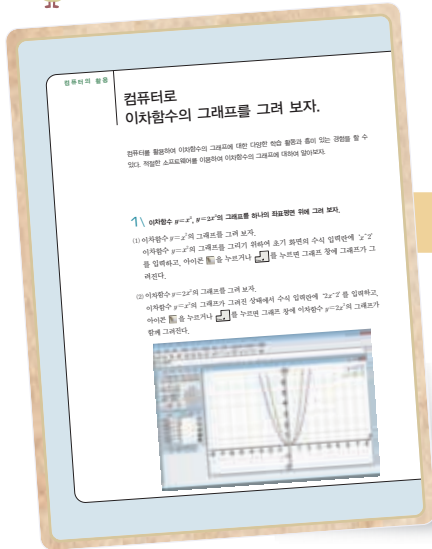 컴퓨터의 활용
컴퓨터로
이차함수의 그래프를 그려 보자.
컴퓨터를 활용하여 이차함수의 그래프에 대한 다양한 학습 활동과 흥미 있는 경험을 할 수
있다. 적절한 소프트웨어를 이용하여 이차함수의 그래프에 대하여 알아보자.
1 이차함수 y=x², y=2x²의 그래프를 하나의 좌표평면 위에 그려 보자.
(1) 이차함수 y=x²의 그래프를 그려 보자.
이차함수 y=x²의 그래프를 그리기 위하여 초기 화면의 수식 입력란에 ‘x^2’
를 입력하고, 아이콘 을 누르거나 를 누르면 그래프 창에 그래프가 그
려진다.
(2) 이차함수 y=2x²의 그래프를 그려 보자.
이차함수 y=x²의 그래프가 그려진 상태에서 수식 입력란에 ‘2x^2’를 입력하고,
아이콘 을 누르거나 를 누르면 그래프 창에 이차함수 y=2x²의 그래프가
함께 그려진다.